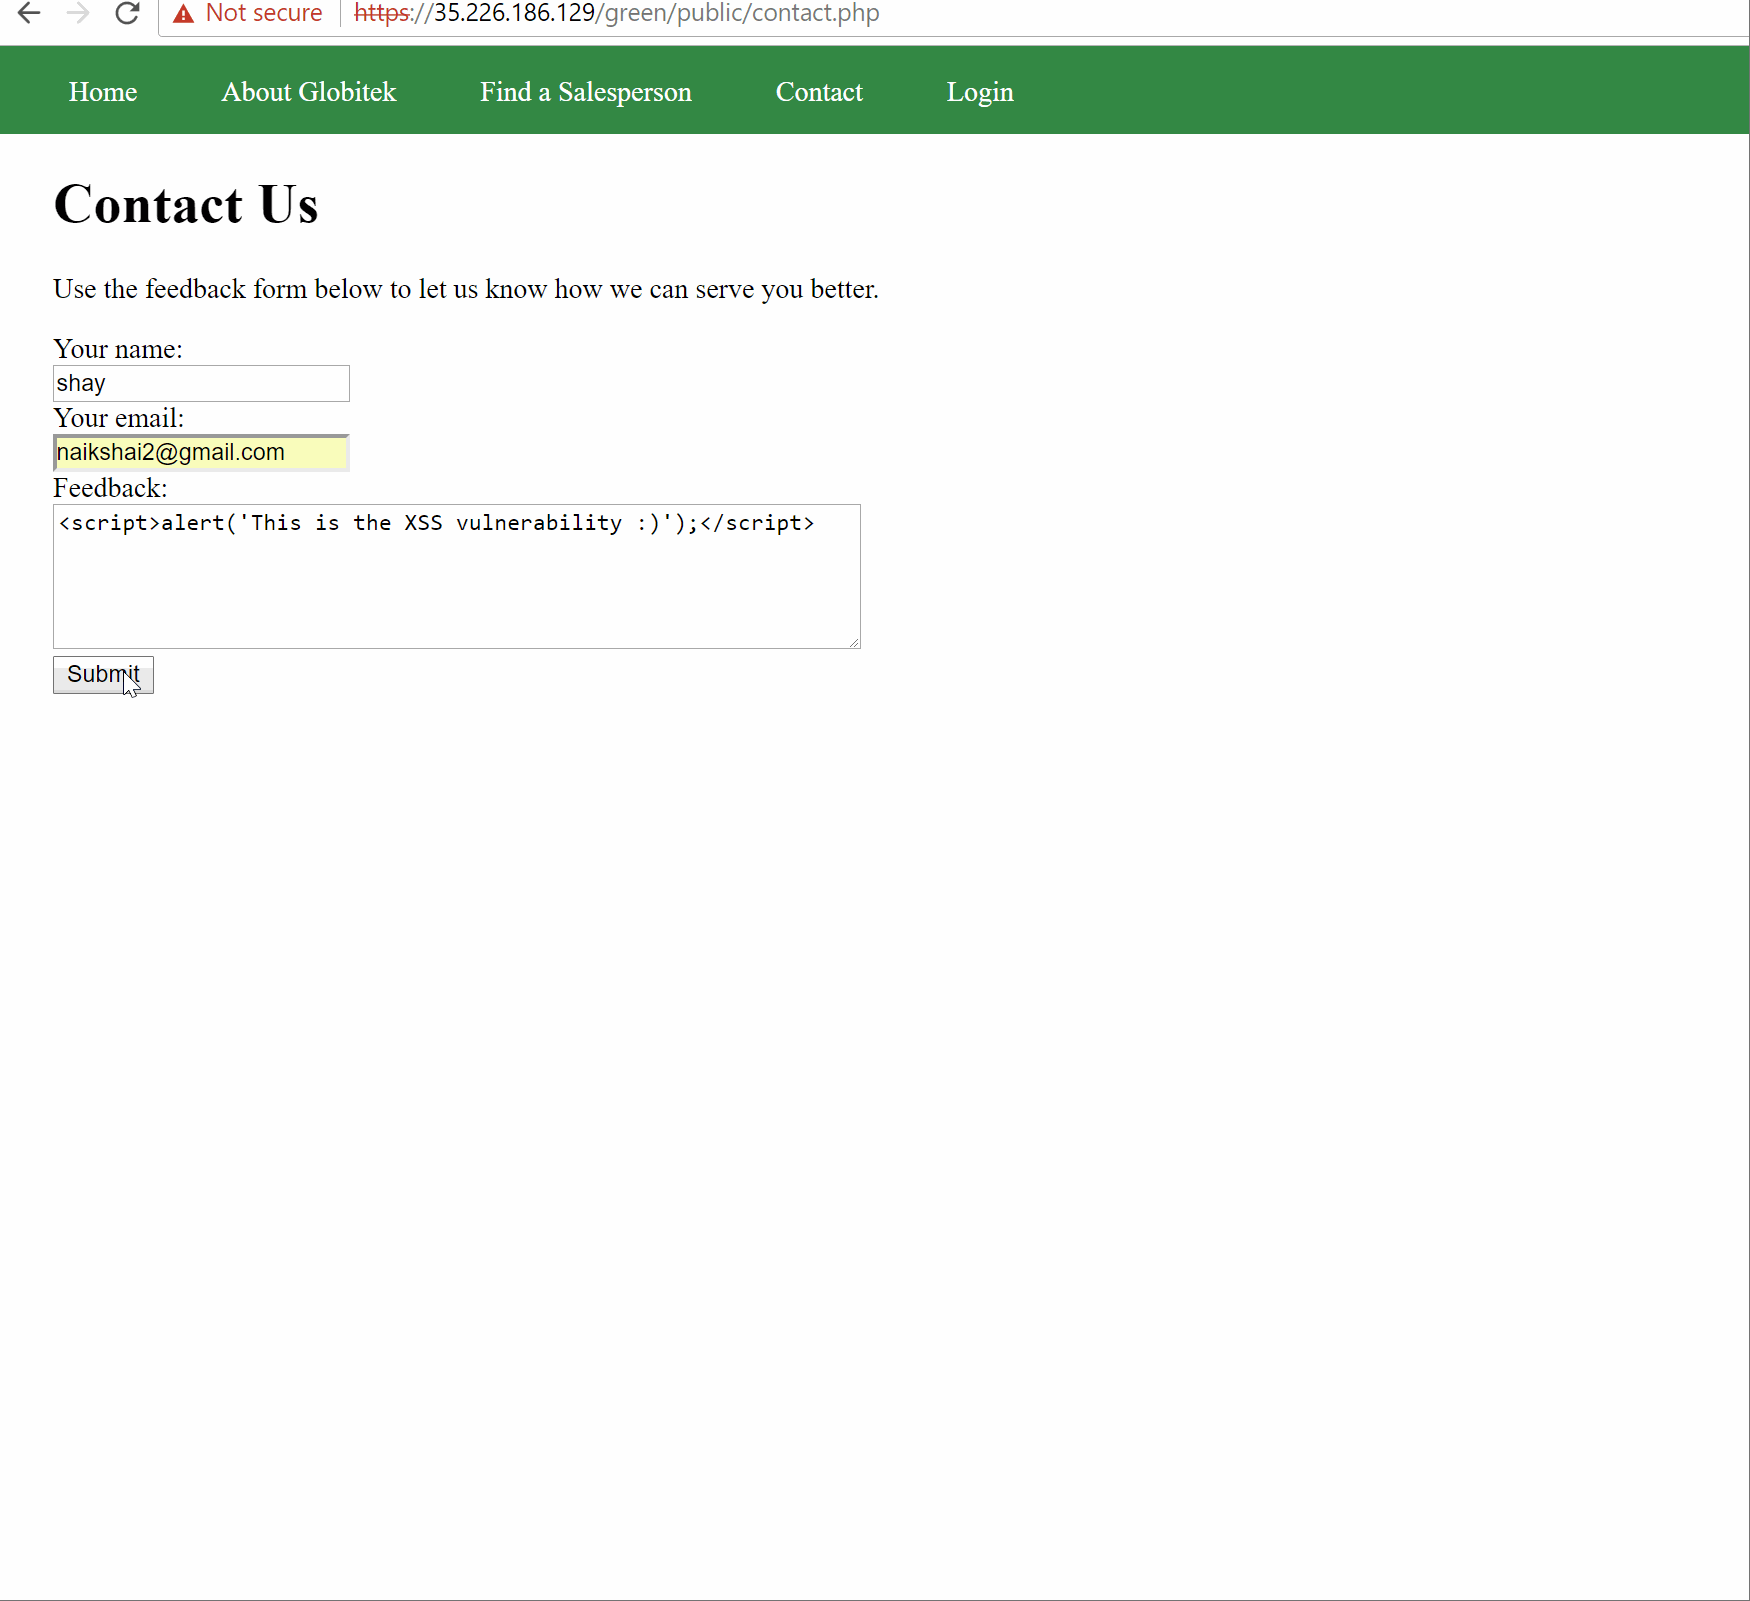 Not secure https://35.226.186.129/green/public/contact.php
Home About Globitek Find a Salesperson Contact Login
Contact Us
Use the feedback form below to let us know how we can serve you better.
Your name:
shay
Your email:
naikshai2@gmail.com
Feedback:
<script>alert('This is the XSS vulnerability :)');</script>
Submit